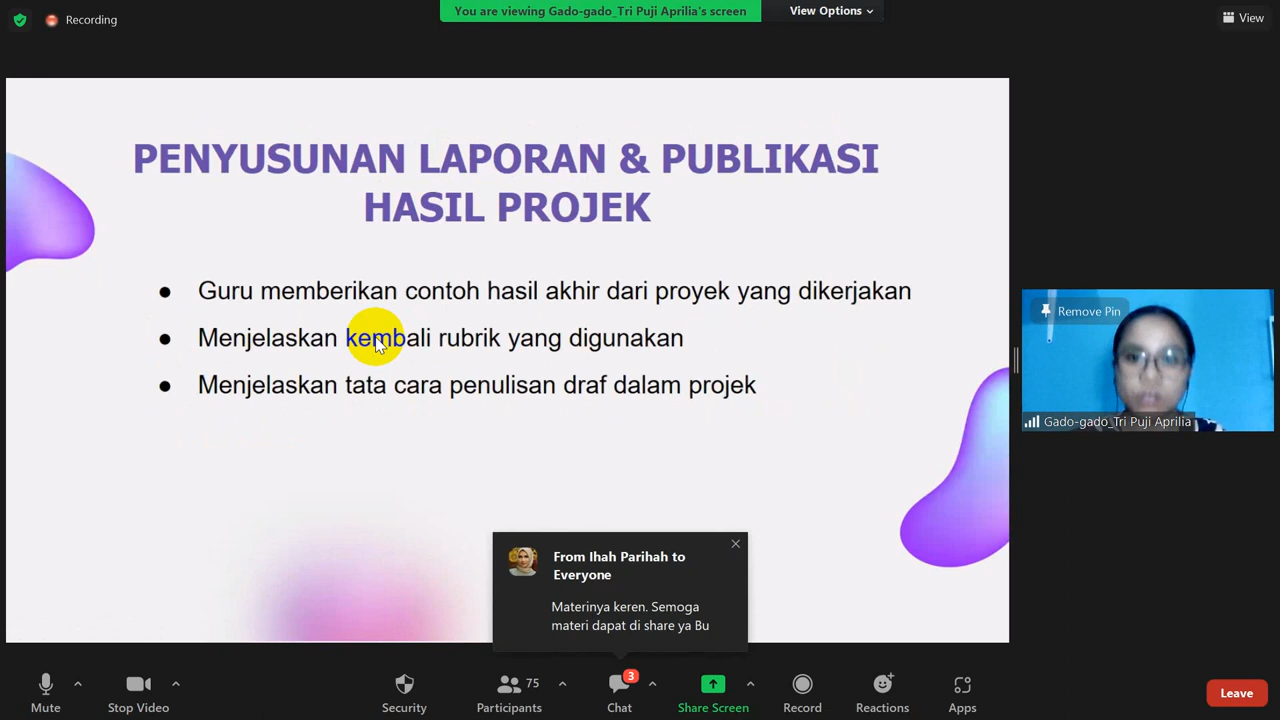 Recording
You are viewing Gado-gado_Tri Puji Aprilia's screen
View Options
View
PENYUSUNAN LAPORAN & PUBLIKASI
HASIL PROJEK
● Guru memberikan contoh hasil akhir dari proyek yang dikerjakan
● Menjelaskan kembali rubrik yang digunakan
● Menjelaskan tata cara penulisan draf dalam projek
Remove Pin
Gado-gado_Tri Puji Aprilia
From Ihah Parihah to
Everyone
Materinya keren. Semoga
materi dapat di share ya Bu
Mute
Stop Video
Security
75
Participants
3
Chat
Share Screen
Record
Reactions
Apps
Leave